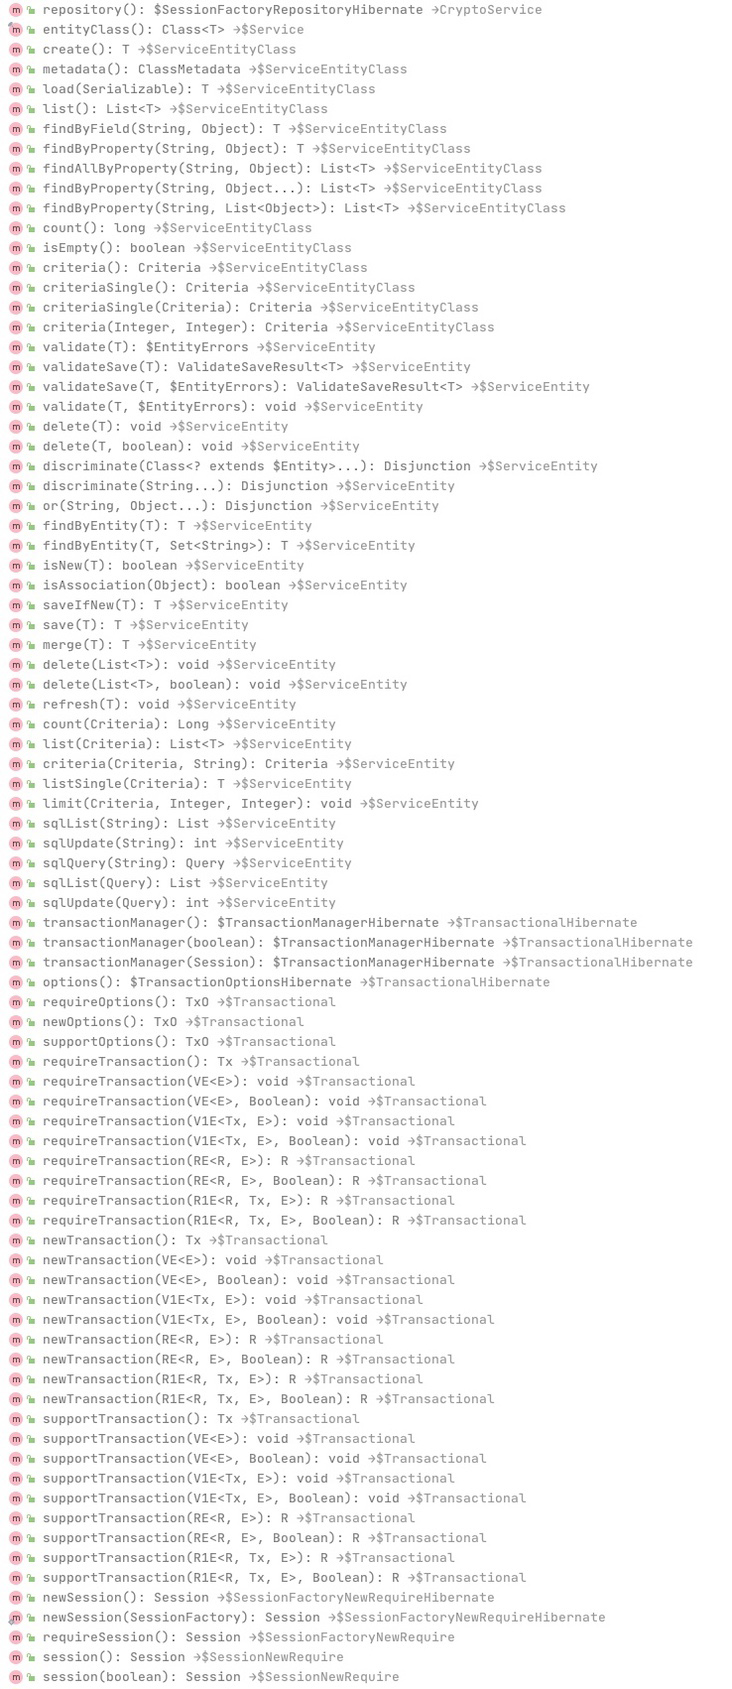 repository(): $SessionFactoryRepositoryHibernate →CryptoService
entityClass(): Class<T> →$Service
create(): T →$ServiceEntityClass
metadata(): ClassMetadata →$ServiceEntityClass
load(Serializable): T →$ServiceEntityClass
list(): List<T> →$ServiceEntityClass
findByField(String, Object): T →$ServiceEntityClass
findByProperty(String, Object): T →$ServiceEntityClass
findAllByProperty(String, Object): List<T> →$ServiceEntityClass
findByProperty(String, Object...): List<T> →$ServiceEntityClass
findByProperty(String, List<Object>): List<T> →$ServiceEntityClass
count(): long →$ServiceEntityClass
isEmpty(): boolean →$ServiceEntityClass
criteria(): Criteria →$ServiceEntityClass
criteriaSingle(): Criteria →$ServiceEntityClass
criteriaSingle(Criteria): Criteria →$ServiceEntityClass
criteria(Integer, Integer): Criteria →$ServiceEntityClass
validate(T): $EntityErrors →$ServiceEntity
validateSave(T): ValidateSaveResult<T> →$ServiceEntity
validateSave(T, $EntityErrors): ValidateSaveResult<T> →$ServiceEntity
validate(T, $EntityErrors): void →$ServiceEntity
delete(T): void →$ServiceEntity
delete(T, boolean): void →$ServiceEntity
discriminate(Class<? extends $Entity>...): Disjunction →$ServiceEntity
discriminate(String...): Disjunction →$ServiceEntity
or(String, Object...): Disjunction →$ServiceEntity
findByEntity(T): T →$ServiceEntity
findByEntity(T, Set<String>): T →$ServiceEntity
isNew(T): boolean →$ServiceEntity
isAssociation(Object): boolean →$ServiceEntity
saveIfNew(T): T →$ServiceEntity
save(T): T →$ServiceEntity
merge(T): T →$ServiceEntity
delete(List<T>): void →$ServiceEntity
delete(List<T>, boolean): void →$ServiceEntity
refresh(T): void →$ServiceEntity
count(Criteria): Long →$ServiceEntity
list(Criteria): List<T> →$ServiceEntity
criteria(Criteria, String): Criteria →$ServiceEntity
listSingle(Criteria): T →$ServiceEntity
limit(Criteria, Integer, Integer): void →$ServiceEntity
sqlList(String): List →$ServiceEntity
sqlUpdate(String): int →$ServiceEntity
sqlQuery(String): Query →$ServiceEntity
sqlList(Query): List →$ServiceEntity
sqlUpdate(Query): int →$ServiceEntity
transactionManager(): $TransactionManagerHibernate →$TransactionalHibernate
transactionManager(boolean): $TransactionManagerHibernate →$TransactionalHibernate
transactionManager(Session): $TransactionManagerHibernate →$TransactionalHibernate
options(): $TransactionOptionsHibernate →$TransactionalHibernate
requireOptions(): TxO →$Transactional
newOptions(): TxO →$Transactional
supportOptions(): TxO →$Transactional
requireTransaction(): Tx →$Transactional
requireTransaction(VE<E>): void →$Transactional
requireTransaction(VE<E>, Boolean): void →$Transactional
requireTransaction(V1E<Tx, E>): void →$Transactional
requireTransaction(V1E<Tx, E>, Boolean): void →$Transactional
requireTransaction(RE<R, E>): R →$Transactional
requireTransaction(RE<R, E>, Boolean): R →$Transactional
requireTransaction(R1E<R, Tx, E>): R →$Transactional
requireTransaction(R1E<R, Tx, E>, Boolean): R →$Transactional
newTransaction(): Tx →$Transactional
newTransaction(VE<E>): void →$Transactional
newTransaction(VE<E>, Boolean): void →$Transactional
newTransaction(V1E<Tx, E>): void →$Transactional
newTransaction(V1E<Tx, E>, Boolean): void →$Transactional
newTransaction(RE<R, E>): R →$Transactional
newTransaction(RE<R, E>, Boolean): R →$Transactional
newTransaction(R1E<R, Tx, E>): R →$Transactional
newTransaction(R1E<R, Tx, E>, Boolean): R →$Transactional
supportTransaction(): Tx →$Transactional
supportTransaction(VE<E>): void →$Transactional
supportTransaction(VE<E>, Boolean): void →$Transactional
supportTransaction(V1E<Tx, E>): void →$Transactional
supportTransaction(V1E<Tx, E>, Boolean): void →$Transactional
supportTransaction(RE<R, E>): R →$Transactional
supportTransaction(RE<R, E>, Boolean): R →$Transactional
supportTransaction(R1E<R, Tx, E>): R →$Transactional
supportTransaction(R1E<R, Tx, E>, Boolean): R →$Transactional
newSession(): Session →$SessionFactoryNewRequireHibernate
newSession(SessionFactory): Session →$SessionFactoryNewRequireHibernate
requireSession(): Session →$SessionFactoryNewRequire
session(): Session →$SessionNewRequire
session(boolean): Session →$SessionNewRequire